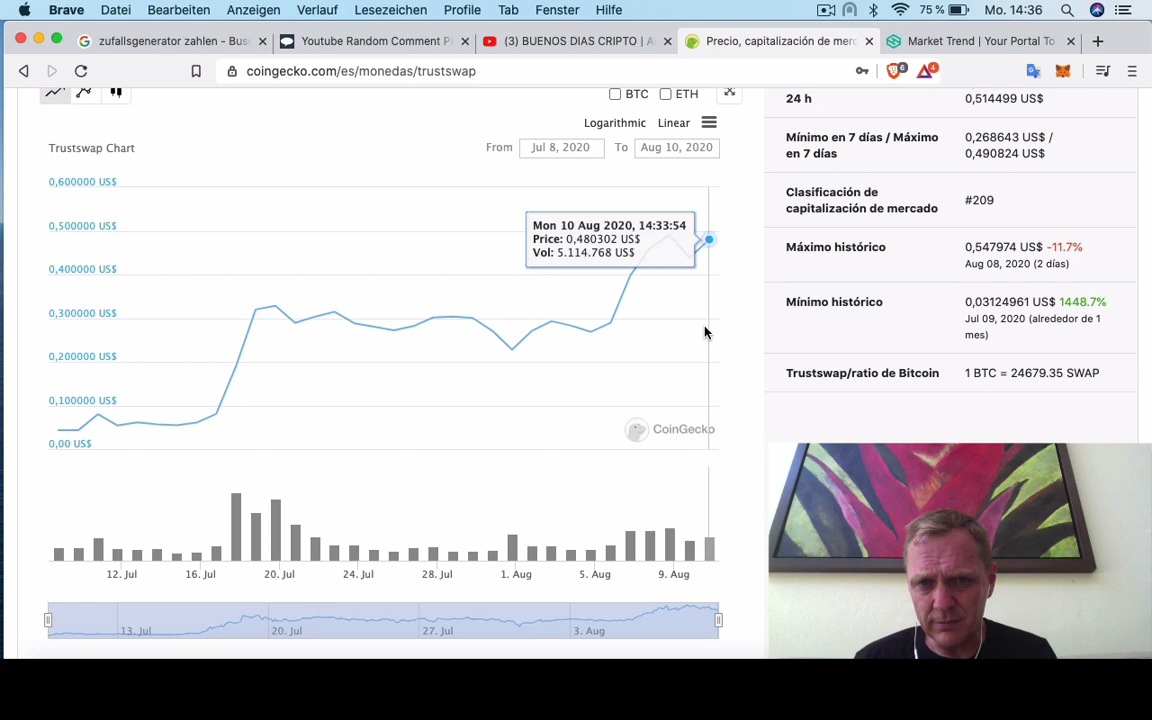 Brave Datei Bearbeiten Anzeigen Verlauf Lesezeichen Profile Tab Fenster Hilfe 75 % Mo. 14:36
zufallsgenerator zahlen - Bus
Youtube Random Comment P
(3) BUENOS DIAS CRIPTO | A
Precio, capitalización de merc
Market Trend | Your Portal To
coingecko.com/es/monedas/trustswap
6
4
BTC ETH
Logarithmic Linear
Trustswap Chart
From Jul 8, 2020 To Aug 10, 2020
0,600000 US$
0,500000 US$
0,400000 US$
0,300000 US$
0,200000 US$
0,100000 US$
0,00 US$
Mon 10 Aug 2020, 14:33:54
Price: 0,480302 US$
Vol: 5.114.768 US$
CoinGecko
12. Jul 16. Jul 20. Jul 24. Jul 28. Jul 1. Aug 5. Aug 9. Aug
13. Jul 20. Jul 27. Jul 3. Aug
24 h 0,514499 US$
Mínimo en 7 días / Máximo 0,268643 US$ /
en 7 días 0,490824 US$
Clasificación de
capitalización de mercado #209
Máximo histórico 0,547974 US$ -11.7%
Aug 08, 2020 (2 días)
Mínimo histórico 0,03124961 US$ 1448.7%
Jul 09, 2020 (alrededor de 1
mes)
Trustswap/ratio de Bitcoin 1 BTC = 24679.35 SWAP